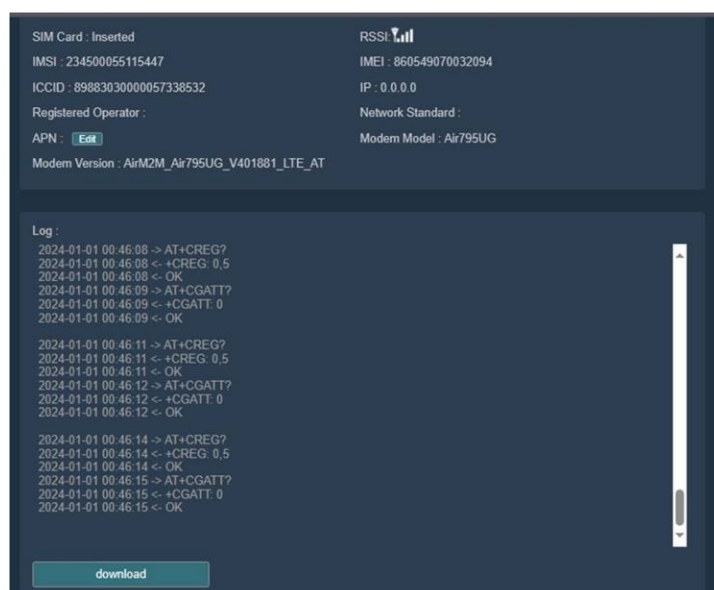 SIM Card : Inserted
RSSI:
IMSI : 234500055115447
IMEI : 860549070032094
ICCID : 89883030000057338532
IP : 0.0.0.0
Registered Operator :
Network Standard :
APN : Edit
Modem Model : Air795UG
Modem Version : AirM2M_Air795UG_V401881_LTE_AT
Log :
2024-01-01 00:46:08 -> AT+CREG?
2024-01-01 00:46:08 <- +CREG: 0,5
2024-01-01 00:46:08 <- OK
2024-01-01 00:46:09 -> AT+CGATT?
2024-01-01 00:46:09 <- +CGATT: 0
2024-01-01 00:46:09 <- OK
2024-01-01 00:46:11 -> AT+CREG?
2024-01-01 00:46:11 <- +CREG: 0,5
2024-01-01 00:46:11 <- OK
2024-01-01 00:46:12 -> AT+CGATT?
2024-01-01 00:46:12 <- +CGATT: 0
2024-01-01 00:46:12 <- OK
2024-01-01 00:46:14 -> AT+CREG?
2024-01-01 00:46:14 <- +CREG: 0,5
2024-01-01 00:46:14 <- OK
2024-01-01 00:46:15 -> AT+CGATT?
2024-01-01 00:46:15 <- +CGATT: 0
2024-01-01 00:46:15 <- OK
download